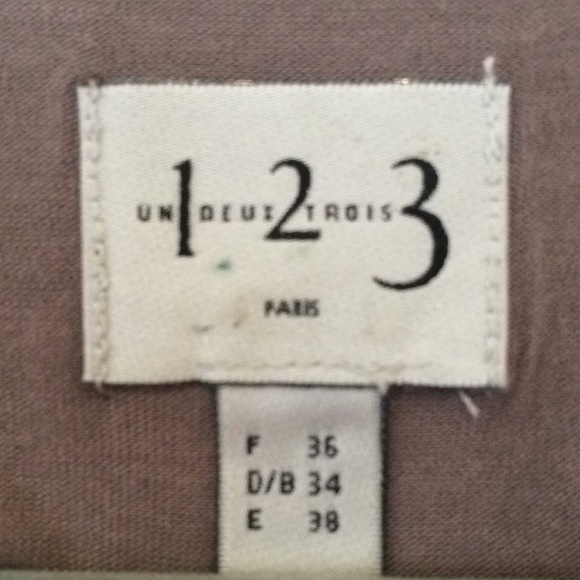 UN 1 DEUX 2 TROIS 3
PARIS
F 36
D/B 34
E 38